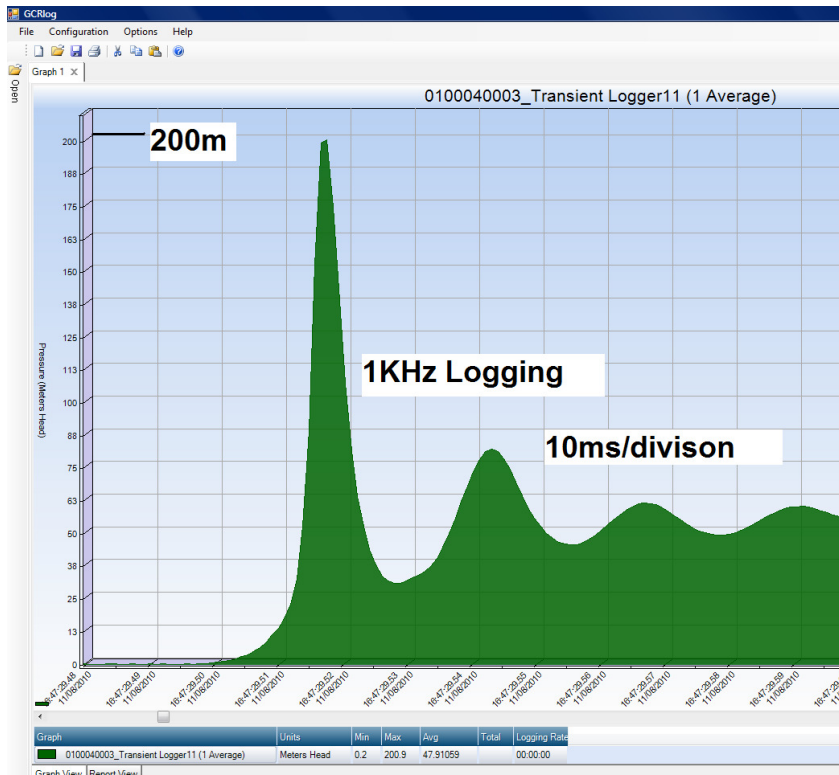 GCRlog
File Configuration Options Help
Graph 1 X
Open
0100040003_Transient Logger11 (1 Average)
200m
1KHz Logging
10ms/divison
Pressure (Meters Head)
200
188
175
163
150
138
125
113
100
88
75
63
50
38
25
13
0
16:47:29.48 11/08/2010
16:47:29.49 11/08/2010
16:47:29.50 11/08/2010
16:47:29.51 11/08/2010
16:47:29.52 11/08/2010
16:47:29.53 11/08/2010
16:47:29.54 11/08/2010
16:47:29.55 11/08/2010
16:47:29.56 11/08/2010
16:47:29.57 11/08/2010
16:47:29.58 11/08/2010
16:47:29.59 11/08/2010
Graph Units Min Max Avg Total Logging Rate
0100040003_Transient Logger11 (1 Average) Meters Head 0.2 200.9 47.91059 00:00:00
Graph View Report View